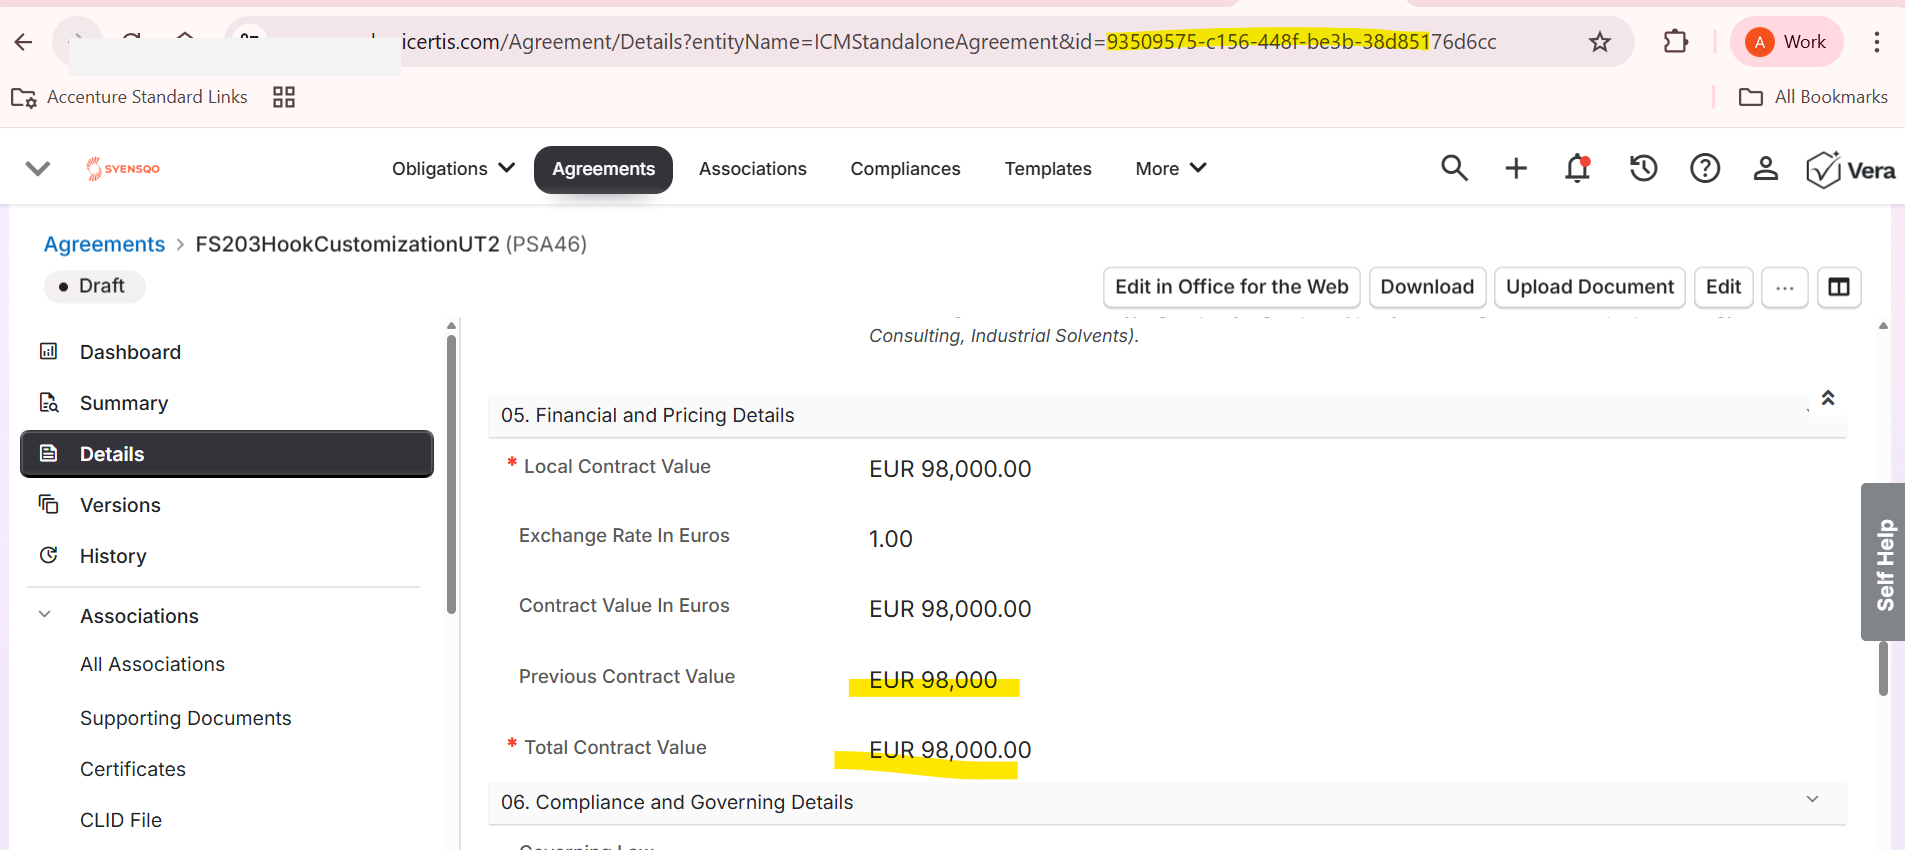 icertis.com/Agreement/Details?entityName=ICMStandaloneAgreement&id=93509575-c156-448f-be3b-38d85176d6cc
A Work
Accenture Standard Links
All Bookmarks
SYENSQO
Obligations
Agreements
Associations
Compliances
Templates
More
Vera
Agreements > FS203HookCustomizationUT2 (PSA46)
Draft
Edit in Office for the Web
Download
Upload Document
Edit
...
Dashboard
Summary
Details
Versions
History
Associations
All Associations
Supporting Documents
Certificates
CLID File
Consulting, Industrial Solvents).
05. Financial and Pricing Details
* Local Contract Value EUR 98,000.00
Exchange Rate In Euros 1.00
Contract Value In Euros EUR 98,000.00
Previous Contract Value EUR 98,000
* Total Contract Value EUR 98,000.00
06. Compliance and Governing Details
Self Help